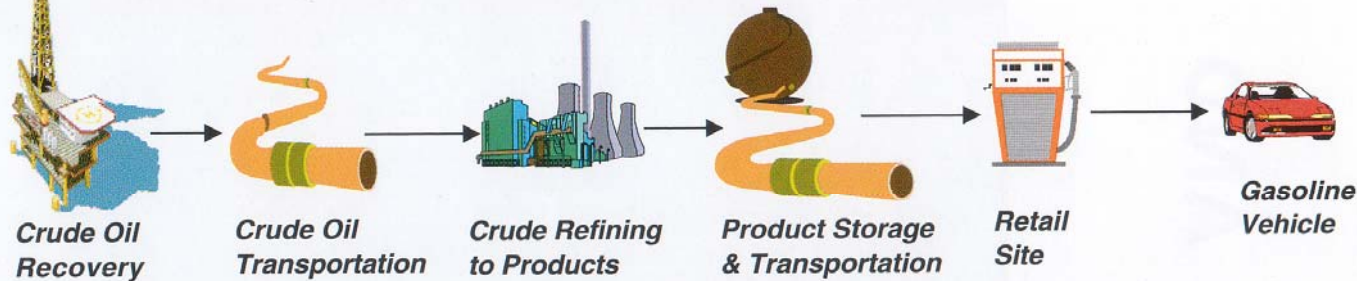 Crude Oil
Recovery
Crude Oil
Transportation
Crude Refining
to Products
Product Storage
& Transportation
Retail
Site
Gasoline
Vehicle